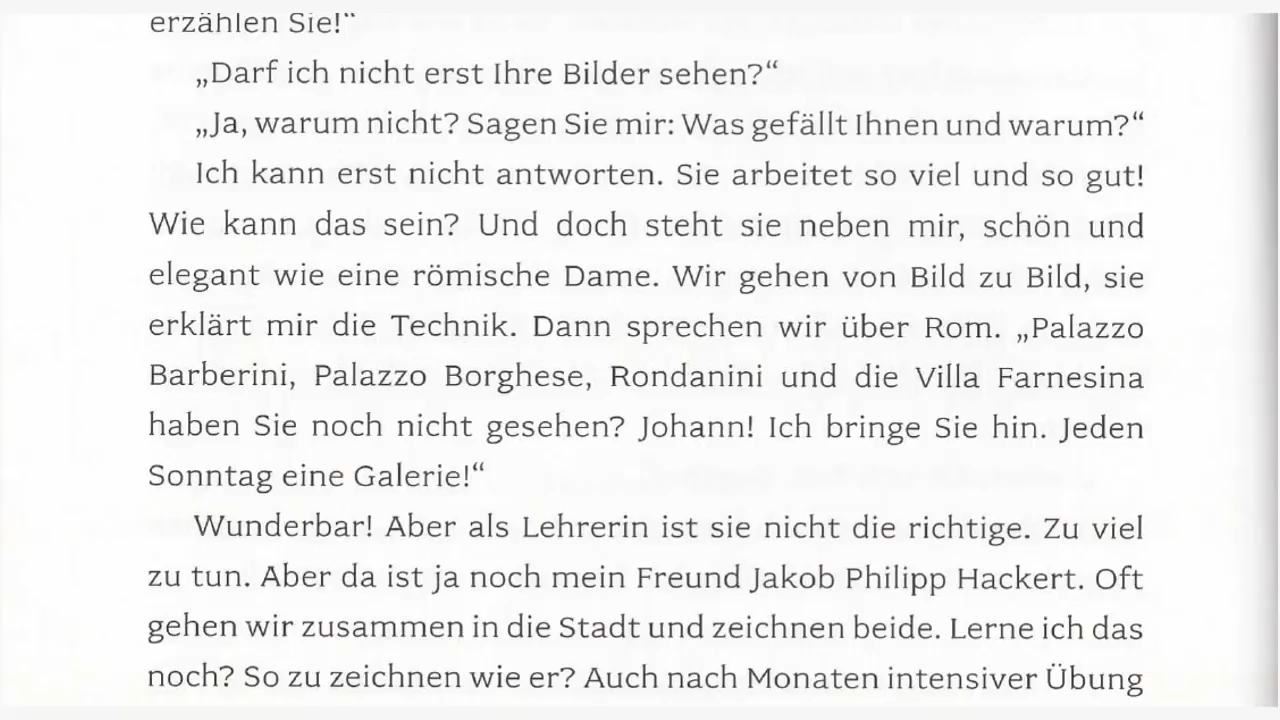 erzählen Sie!“
„Darf ich nicht erst Ihre Bilder sehen?“
„Ja, warum nicht? Sagen Sie mir: Was gefällt Ihnen und warum?“
Ich kann erst nicht antworten. Sie arbeitet so viel und so gut!
Wie kann das sein? Und doch steht sie neben mir, schön und
elegant wie eine römische Dame. Wir gehen von Bild zu Bild, sie
erklärt mir die Technik. Dann sprechen wir über Rom. „Palazzo
Barberini, Palazzo Borghese, Rondanini und die Villa Farnesina
haben Sie noch nicht gesehen? Johann! Ich bringe Sie hin. Jeden
Sonntag eine Galerie!“
Wunderbar! Aber als Lehrerin ist sie nicht die richtige. Zu viel
zu tun. Aber da ist ja noch mein Freund Jakob Philipp Hackert. Oft
gehen wir zusammen in die Stadt und zeichnen beide. Lerne ich das
noch? So zu zeichnen wie er? Auch nach Monaten intensiver Übung